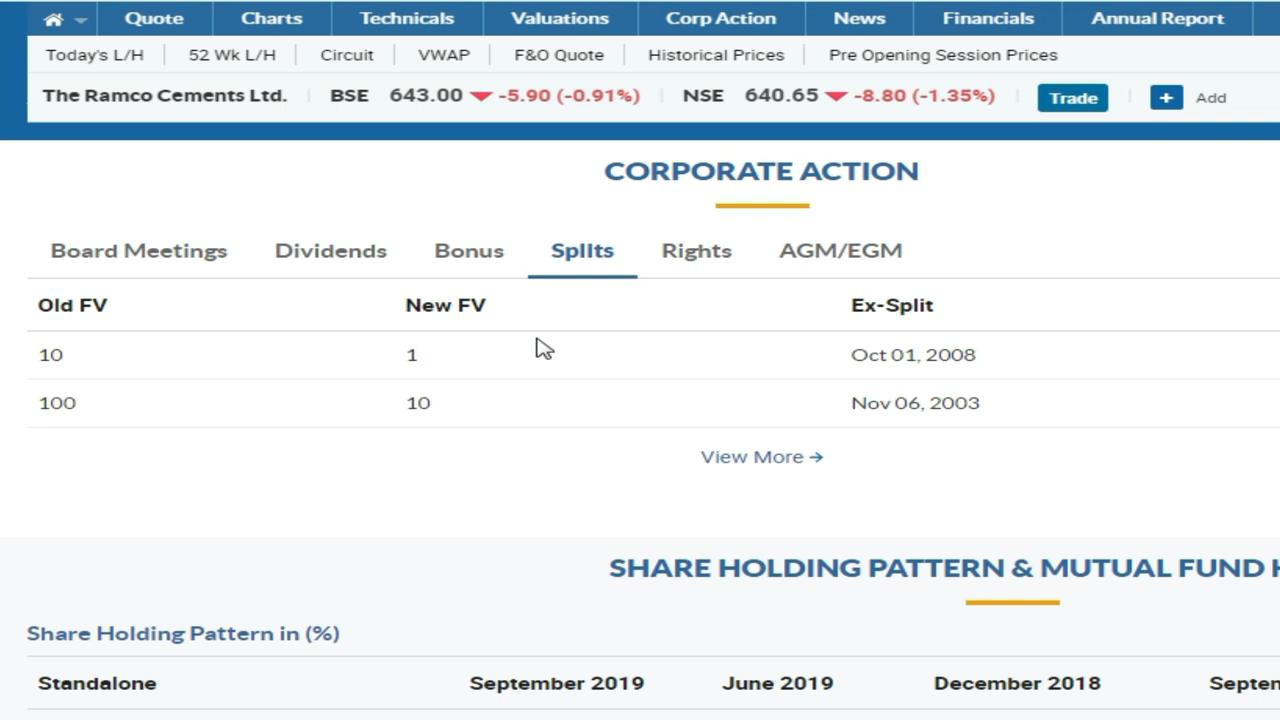 Quote Charts Technicals Valuations Corp Action News Financials Annual Report
Today's L/H 52 Wk L/H Circuit VWAP F&O Quote Historical Prices Pre Opening Session Prices
The Ramco Cements Ltd. BSE 643.00 -5.90 (-0.91%) NSE 640.65 -8.80 (-1.35%) Trade + Add
CORPORATE ACTION
Board Meetings Dividends Bonus Splits Rights AGM/EGM
Old FV New FV Ex-Split
10 1 Oct 01, 2008
100 10 Nov 06, 2003
View More →
SHARE HOLDING PATTERN & MUTUAL FUND
Share Holding Pattern in (%)
Standalone September 2019 June 2019 December 2018